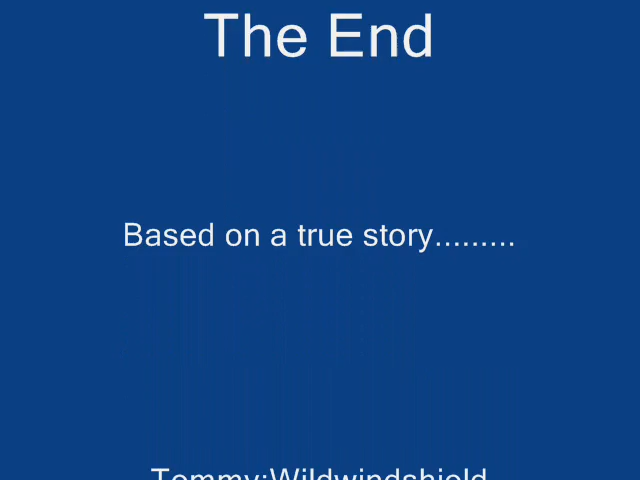 The End
Based on a true story.........
Tommy:Wildwindshield